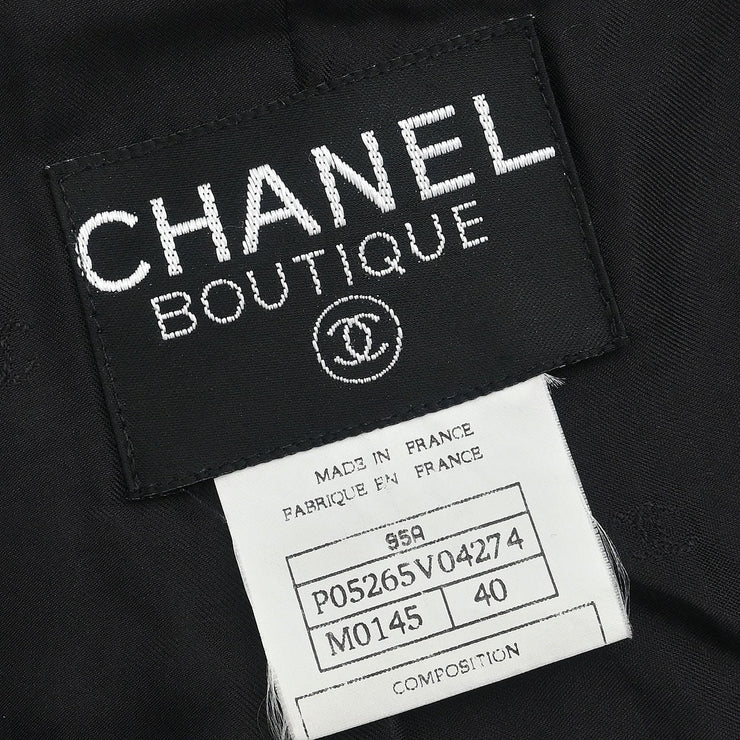 CHANEL
BOUTIQUE
MADE IN FRANCE
FABRIQUE EN FRANCE
95A
P05265V04274
M0145 40
COMPOSITION